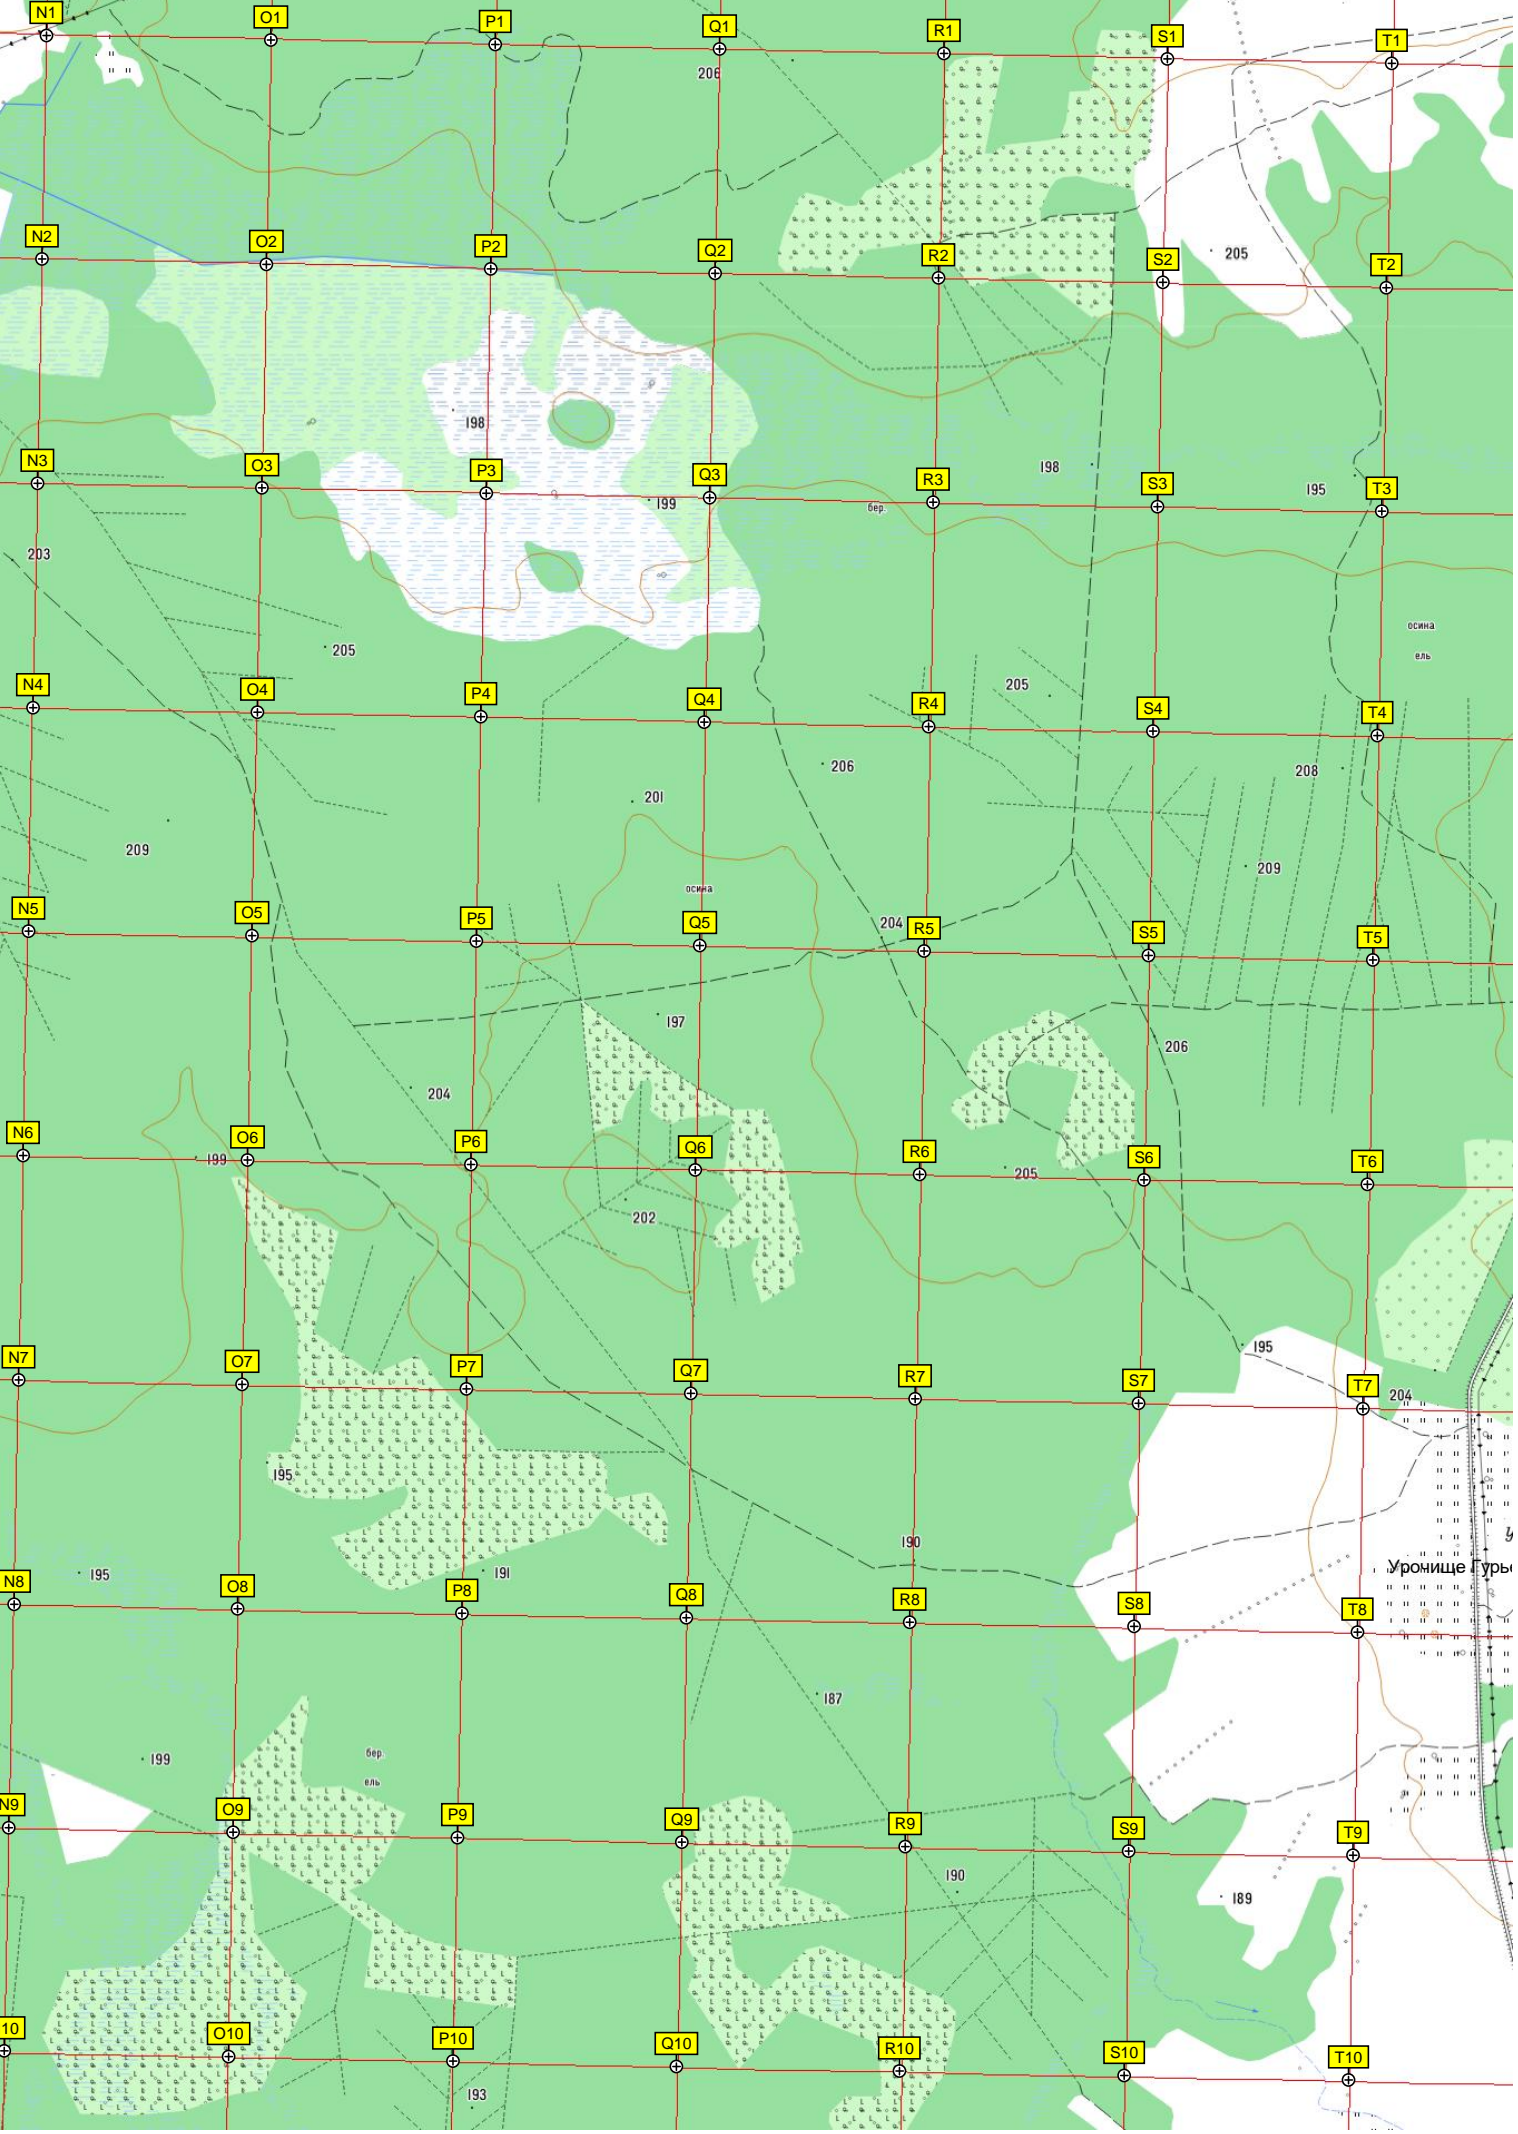 N1 O1 P1 Q1 R1 S1 T1
206
N2 O2 P2 Q2 R2 S2 205 T2
198
N3 O3 P3 Q3 R3 198 S3 195 T3
199 бер.
203
осина
205 ель
N4 O4 P4 Q4 R4 205 S4 T4
206 208
201
209 209
осина
N5 O5 P5 Q5 204 R5 S5 T5
197
206
204
N6 O6 P6 Q6 R6 S6 T6
199 205
202
195
N7 O7 P7 Q7 R7 S7 T7 204
195
190
Урочище Гурь
N8 195 O8 P8 191 Q8 R8 S8 T8
187
бер.
199
ель
N9 O9 P9 Q9 R9 S9 T9
190
189
10 O10 P10 Q10 R10 S10 T10
193